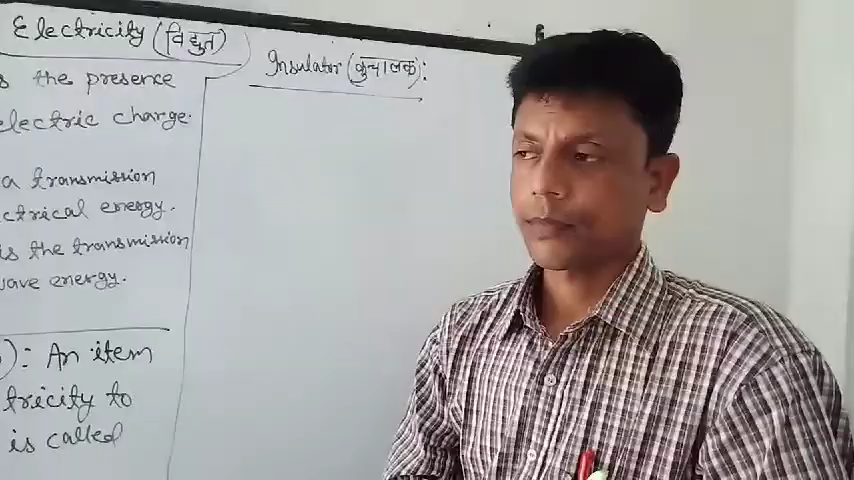 Electricity (विद्युत)
s the presence
electric charge.
a transmission
ctrical energy.
is the transmission
wave energy.
): An item
tricity to
is called
Insulator (कुचालक):